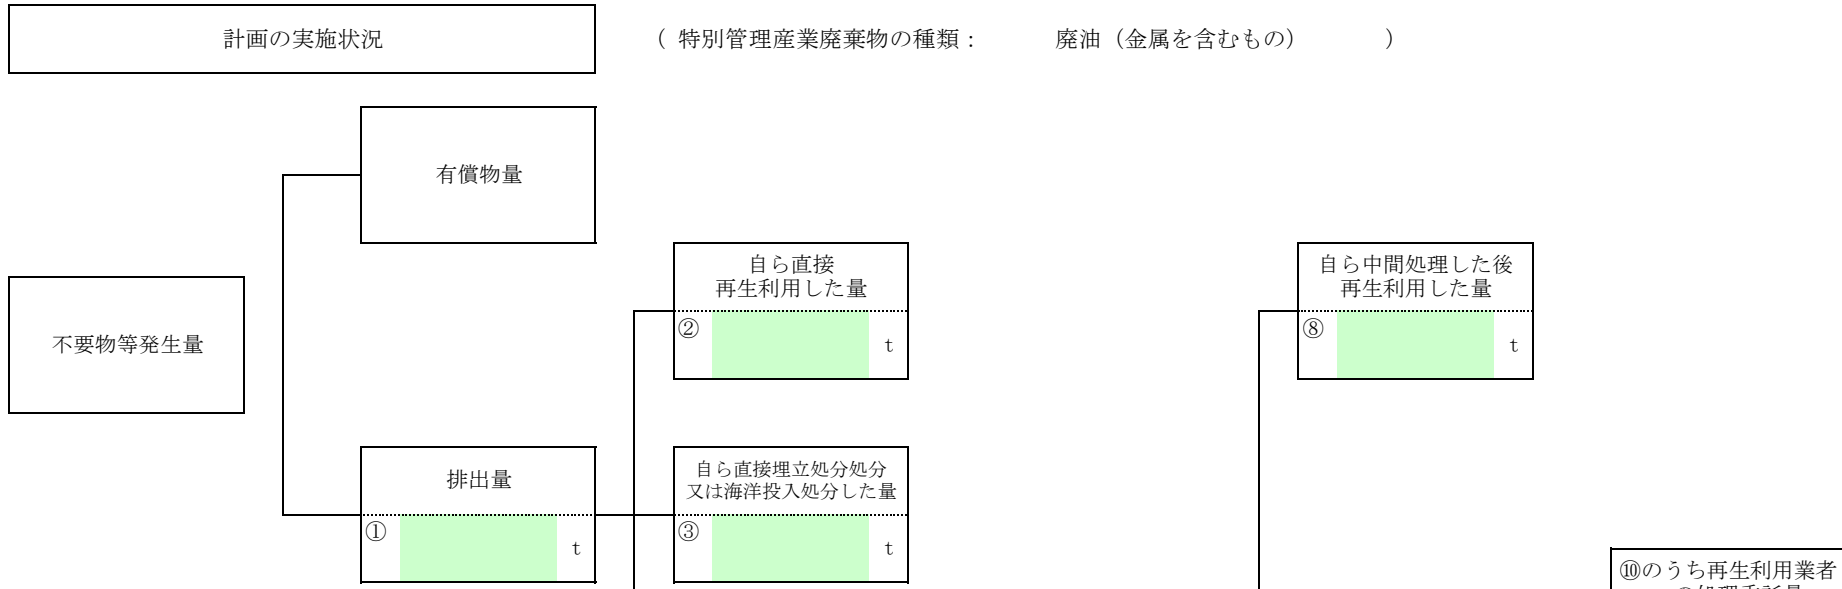 計画の実施状況
( 特別管理産業廃棄物の種類： 廃油（金属を含むもの） )
有償物量
自ら直接
再生利用した量
② t
自ら中間処理した後
再生利用した量
⑧ t
不要物等発生量
排出量
① t
自ら直接埋立処分処分
又は海洋投入処分した量
③ t
⑩のうち再生利用業者